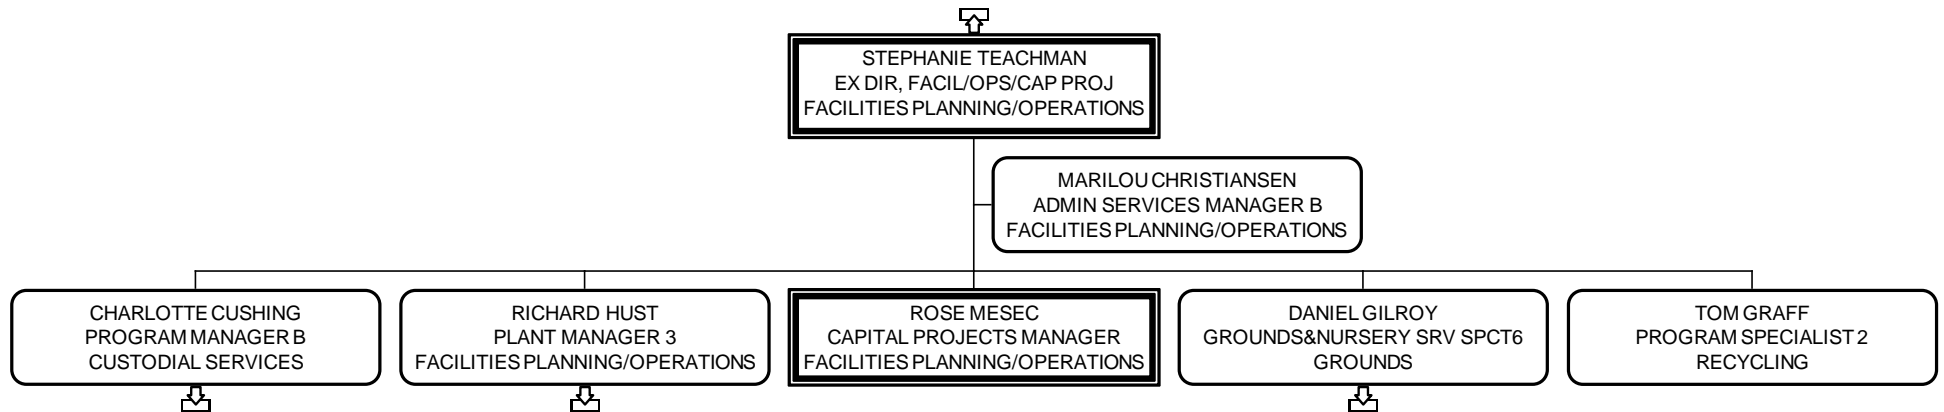 STEPHANIE TEACHMAN
EX DIR, FACIL/OPS/CAP PROJ
FACILITIES PLANNING/OPERATIONS
MARILOU CHRISTIANSEN
ADMIN SERVICES MANAGER B
FACILITIES PLANNING/OPERATIONS
CHARLOTTE CUSHING
PROGRAM MANAGER B
CUSTODIAL SERVICES
RICHARD HUST
PLANT MANAGER 3
FACILITIES PLANNING/OPERATIONS
ROSE MESEC
CAPITAL PROJECTS MANAGER
FACILITIES PLANNING/OPERATIONS
DANIEL GILROY
GROUNDS&NURSERY SRV SPCT6
GROUNDS
TOM GRAFF
PROGRAM SPECIALIST 2
RECYCLING